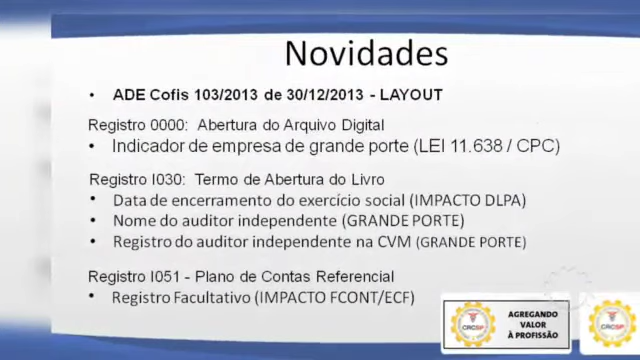 Novidades
• ADE Cofis 103/2013 de 30/12/2013 - LAYOUT
Registro 0000: Abertura do Arquivo Digital
• Indicador de empresa de grande porte (LEI 11.638 / CPC)
Registro I030: Termo de Abertura do Livro
• Data de encerramento do exercício social (IMPACTO DLPA)
• Nome do auditor independente (GRANDE PORTE)
• Registro do auditor independente na CVM (GRANDE PORTE)
Registro I051 - Plano de Contas Referencial
• Registro Facultativo (IMPACTO FCONT/ECF)
CRCSP
AGREGANDO
VALOR
À PROFISSÃO
CRCSP